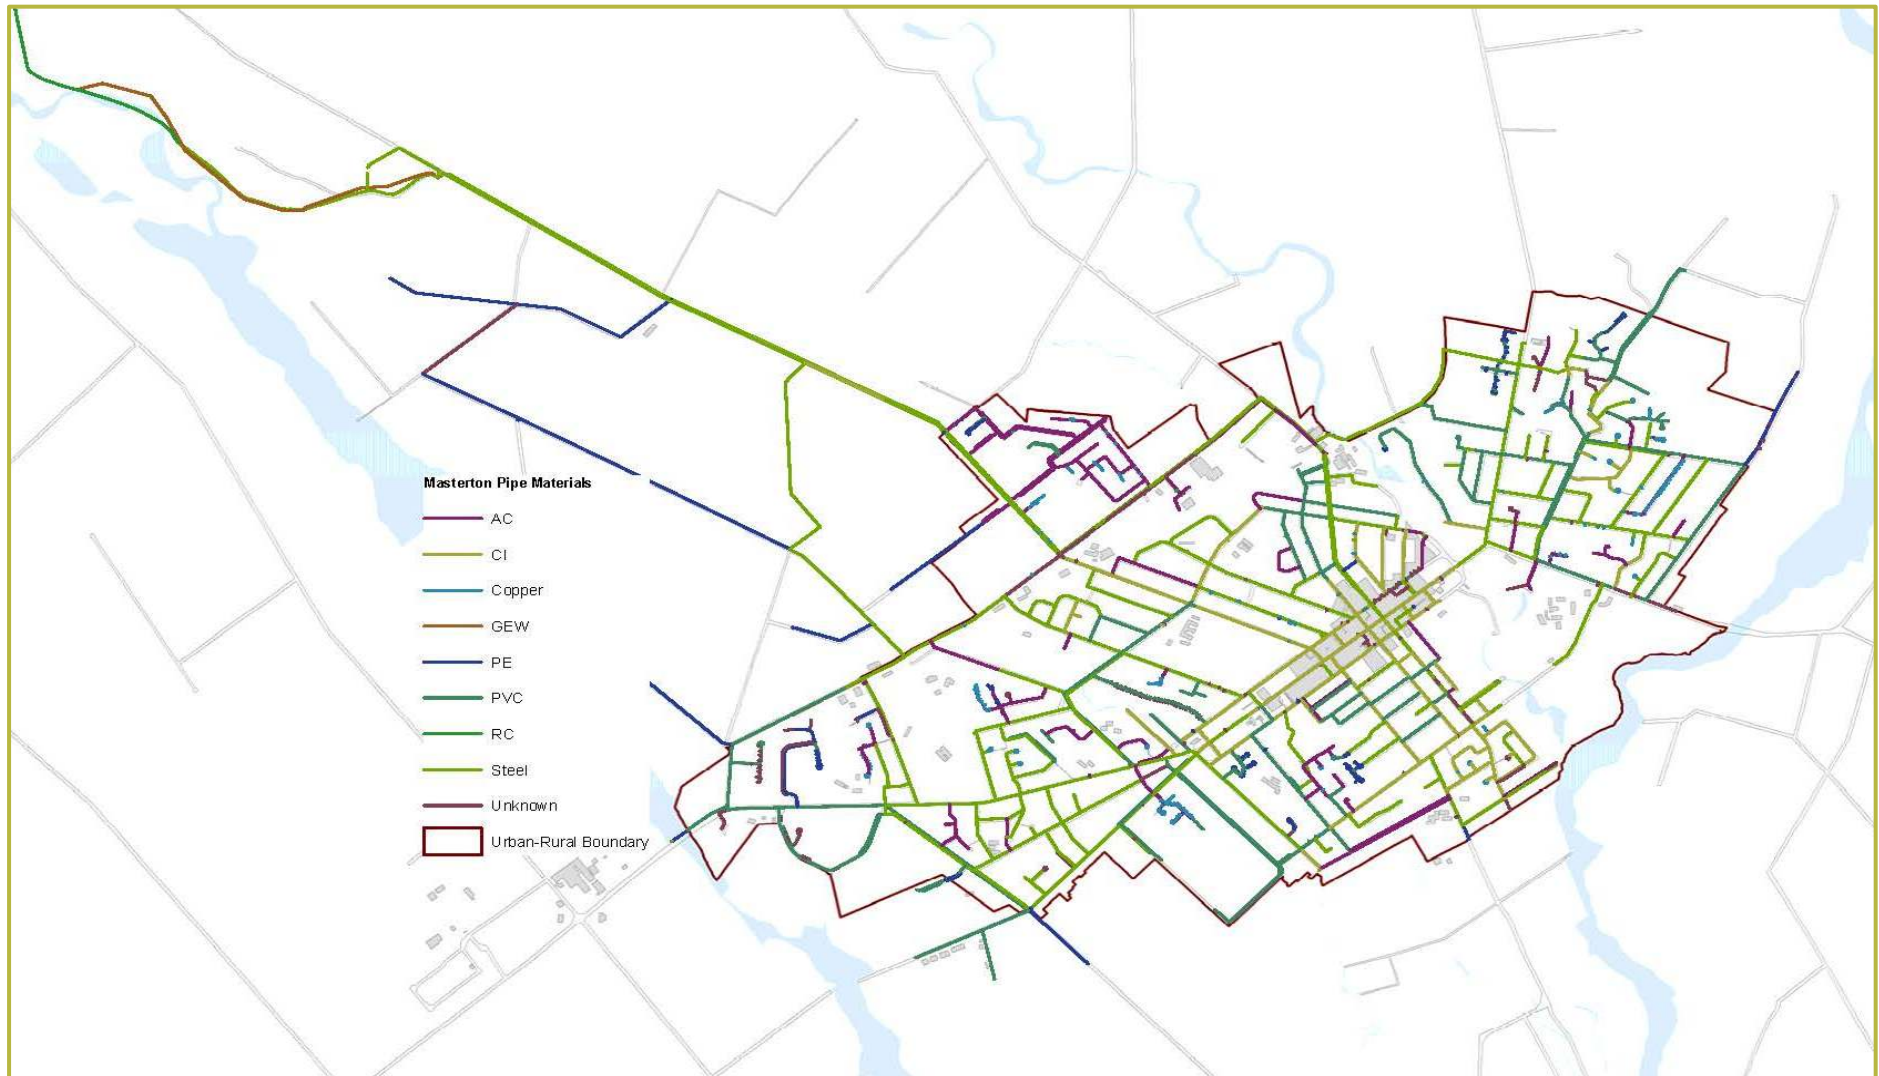 Masterton Pipe Materials
AC
CI
Copper
GEW
PE
PVC
RC
Steel
Unknown
Urban-Rural Boundary